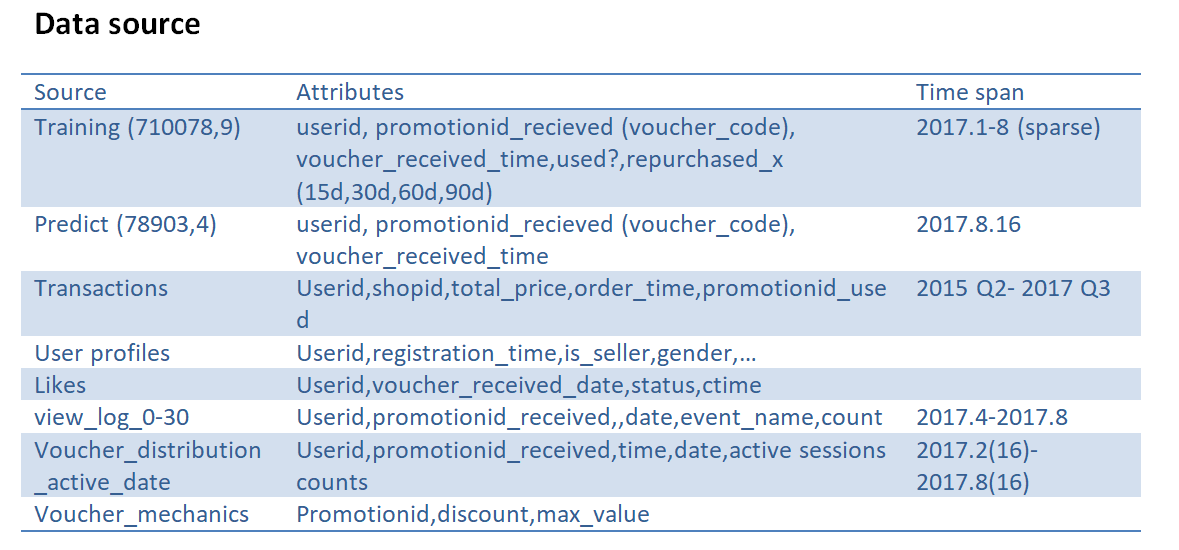 Data source
Source Attributes Time span
Training (710078,9) userid, promotionid_recieved (voucher_code), 2017.1-8 (sparse)
voucher_received_time,used?,repurchased_x
(15d,30d,60d,90d)
Predict (78903,4) userid, promotionid_recieved (voucher_code), 2017.8.16
voucher_received_time
Transactions Userid,shopid,total_price,order_time,promotionid_use 2015 Q2- 2017 Q3
d
User profiles Userid,registration_time,is_seller,gender,...
Likes Userid,voucher_received_date,status,ctime
view_log_0-30 Userid,promotionid_received,,date,event_name,count 2017.4-2017.8
Voucher_distribution Userid,promotionid_received,time,date,active sessions 2017.2(16)-
_active_date counts 2017.8(16)
Voucher_mechanics Promotionid,discount,max_value